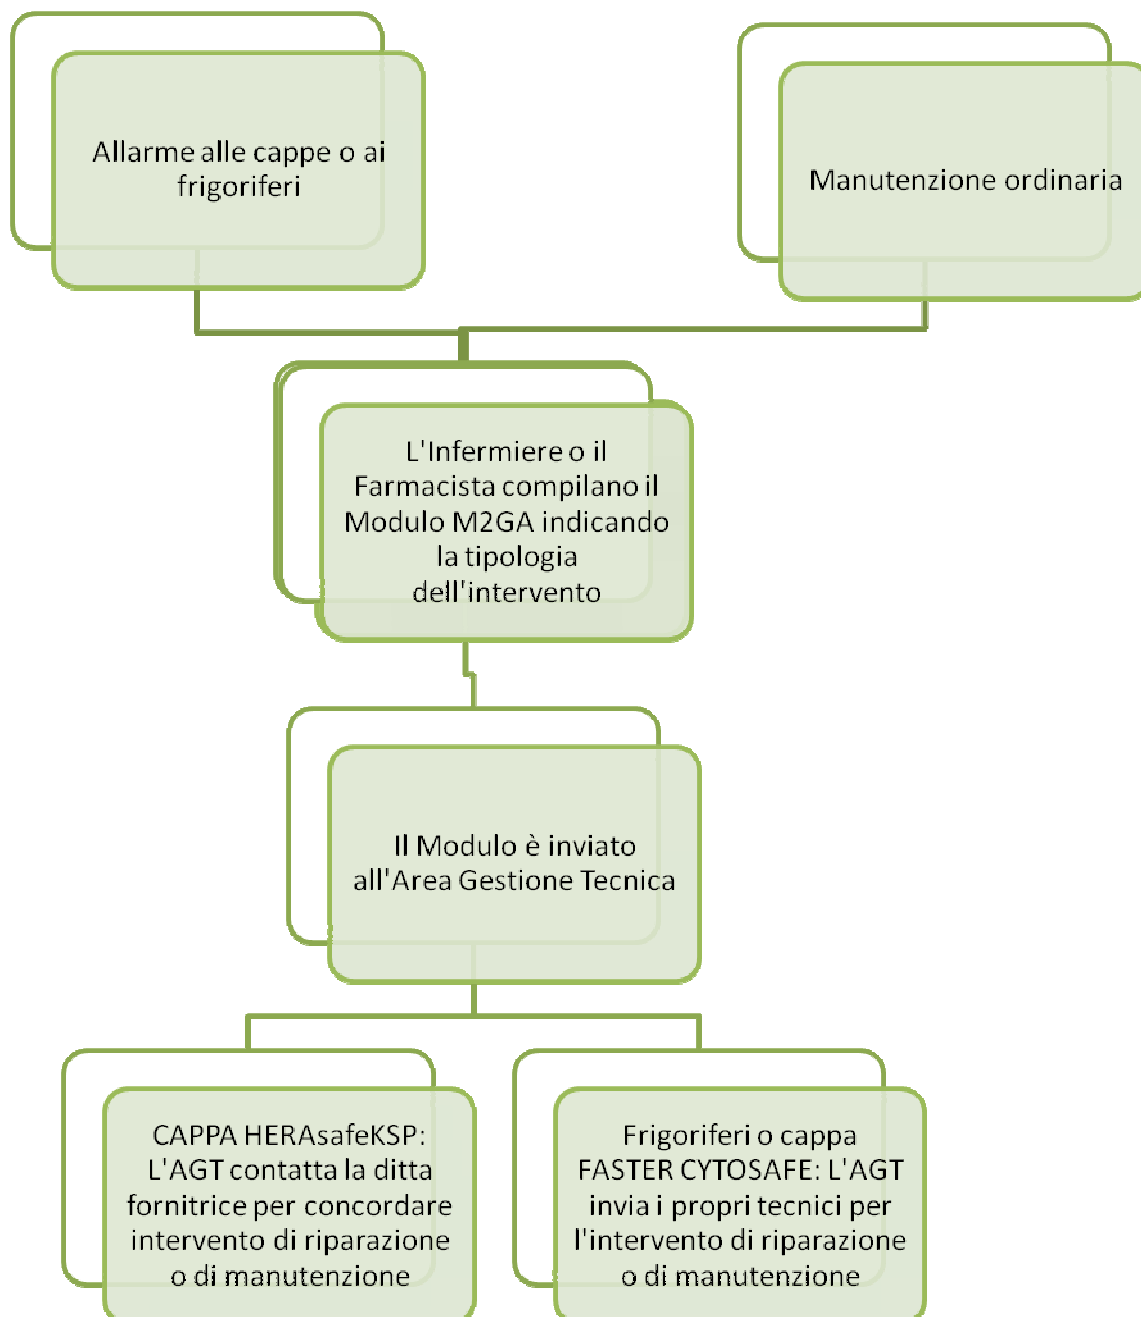 Allarme alle cappe o ai
frigoriferi
Manutenzione ordinaria
L'Infermiere o il
Farmacista compilano il
Modulo M2GA indicando
la tipologia
dell'intervento
Il Modulo è inviato
all'Area Gestione Tecnica
CAPPA HERAsafeKSP:
L'AGT contatta la ditta
fornitrice per concordare
intervento di riparazione
o di manutenzione
Frigoriferi o cappa
FASTER CYTOSAFE: L'AGT
invia i propri tecnici per
l'intervento di riparazione
o di manutenzione